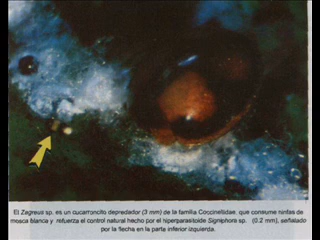 El Zagreus sp. es un cucarroncito depredador (3 mm) de la familia Coccinellidae, que consume ninfas de
mosca blanca y refuerza el control natural hecho por el hiperparasitoide Signiphora sp. (0.2 mm), señalado
por la flecha en la parte inferior izquierda.